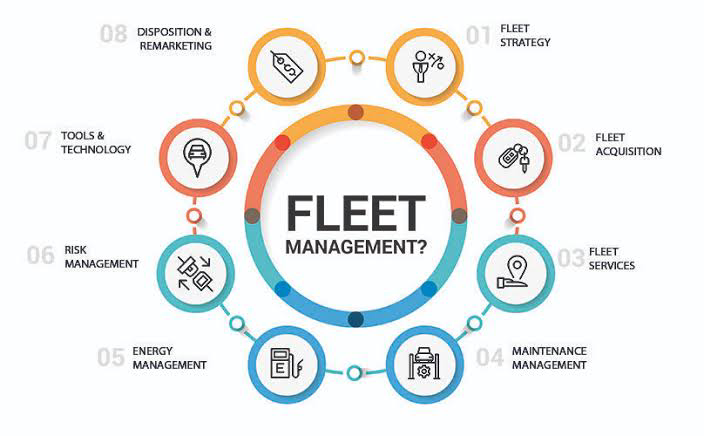 FLEET
MANAGEMENT?
01
FLEET
STRATEGY
02
FLEET
ACQUISITION
03
FLEET
SERVICES
04
MAINTENANCE
MANAGEMENT
05
ENERGY
MANAGEMENT
E
06
RISK
MANAGEMENT
07
TOOLS &
TECHNOLOGY
08
DISPOSITION &
REMARKETING
$